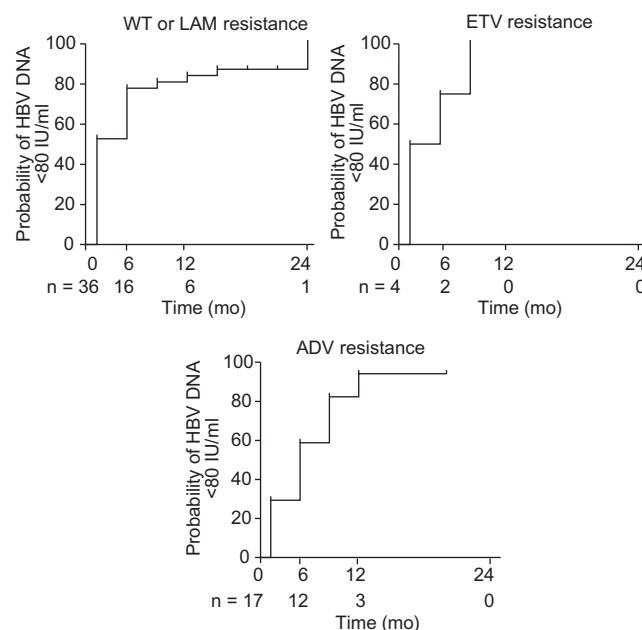 WT or LAM resistance
Probability of HBV DNA
<80 IU/ml
100
80
60
40
20
0
0 6 12 24
n = 36 16 6 1
Time (mo)
ETV resistance
Probability of HBV DNA
<80 IU/ml
100
80
60
40
20
0
0 6 12 24
n = 4 2 0 0
Time (mo)
ADV resistance
Probability of HBV DNA
<80 IU/ml
100
80
60
40
20
0
0 6 12 24
n = 17 12 3 0
Time (mo)